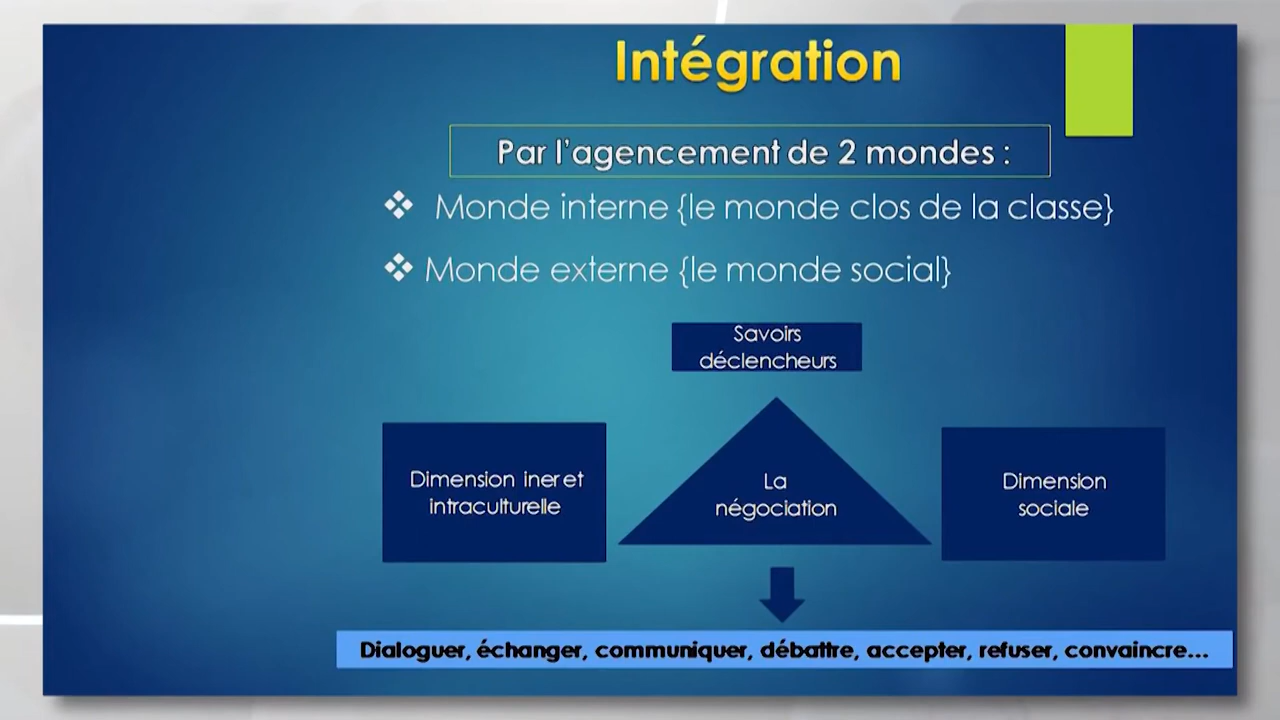 Intégration
Par l'agencement de 2 mondes :
❖ Monde interne {le monde clos de la classe}
❖ Monde externe {le monde social}
Savoirs
déclencheurs
Dimension iner et
intraculturelle
La
négociation
Dimension
sociale
Dialoguer, échanger, communiquer, débattre, accepter, refuser, convaincre...